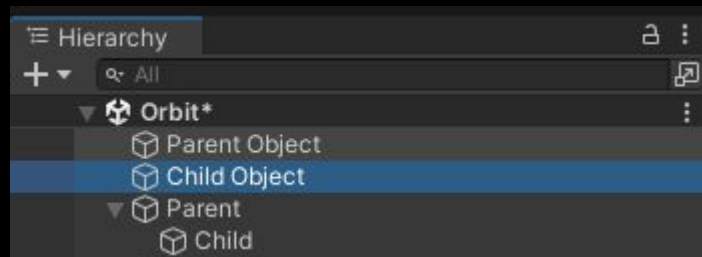 Hierarchy
All
Orbit*
Parent Object
Child Object
Parent
Child